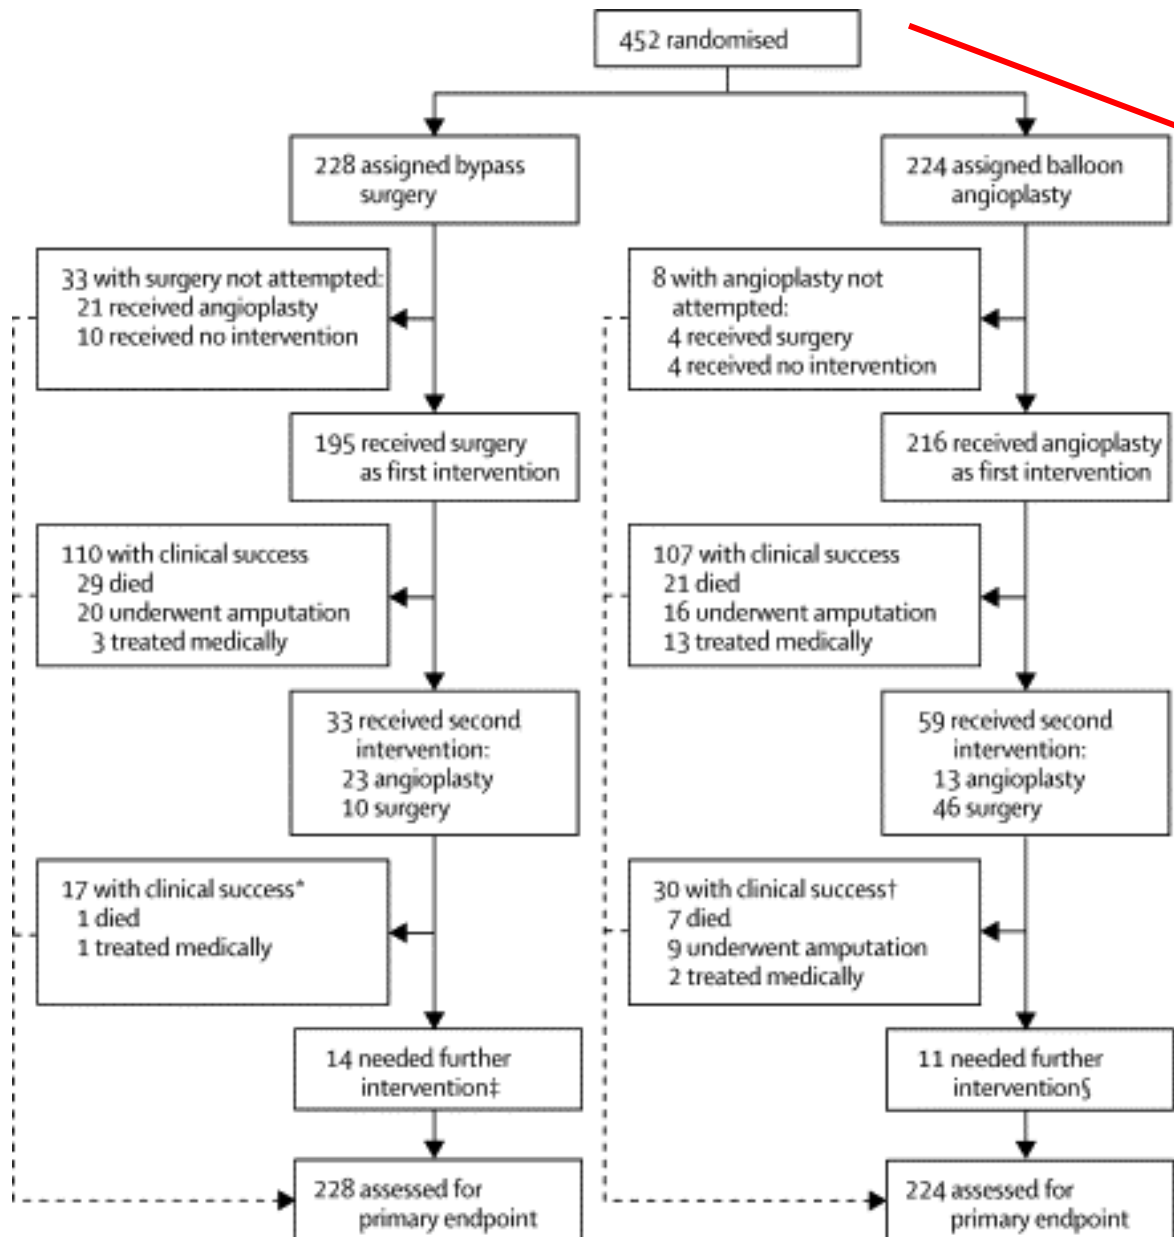 452 randomised
228 assigned bypass
surgery
224 assigned balloon
angioplasty
33 with surgery not attempted:
21 received angioplasty
10 received no intervention
8 with angioplasty not
attempted:
4 received surgery
4 received no intervention
195 received surgery
as first intervention
216 received angioplasty
as first intervention
110 with clinical success
29 died
20 underwent amputation
3 treated medically
107 with clinical success
21 died
16 underwent amputation
13 treated medically
33 received second
intervention:
23 angioplasty
10 surgery
59 received second
intervention:
13 angioplasty
46 surgery
17 with clinical success*
1 died
1 treated medically
30 with clinical success†
7 died
9 underwent amputation
2 treated medically
14 needed further
intervention‡
11 needed further
intervention§
228 assessed for
primary endpoint
224 assessed for
primary endpoint